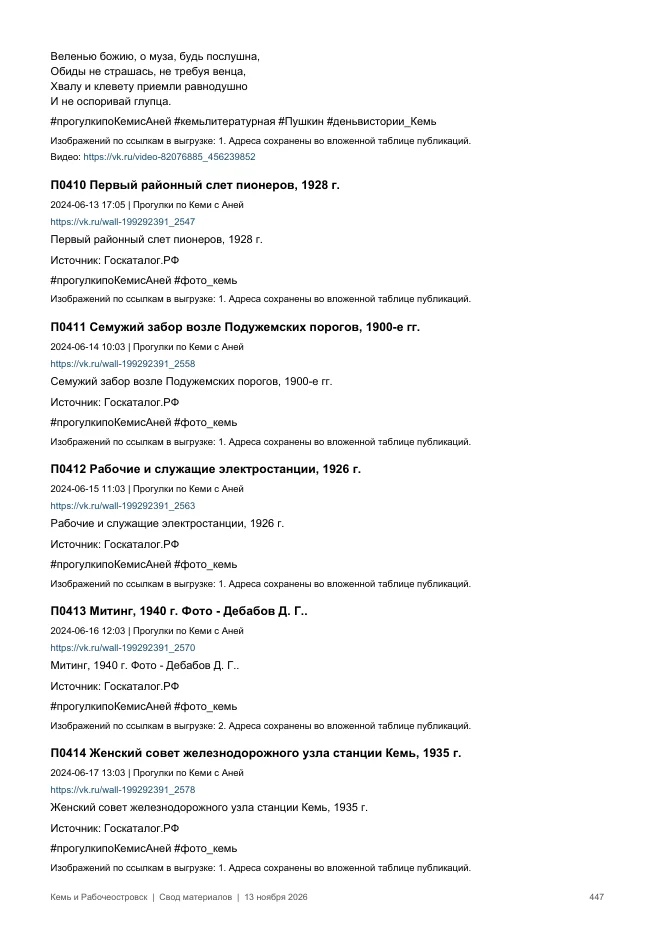 Веленью божию, о муза, будь послушна,
Обиды не страшась, не требуя венца,
Хвалу и клевету приемли равнодушно
И не оспоривай глупца.
#прогулкипоКемисАней #кемьлитературная #Пушкин #деньвистории_Кемь
Изображений по ссылкам в выгрузке: 1. Адреса сохранены во вложенной таблице публикаций.
Видео: https://vk.ru/video-82076885_456239852
П0410 Первый районный слет пионеров, 1928 г.
2024-06-13 17:05 | Прогулки по Кеми с Аней
https://vk.ru/wall-199292391_2547
Первый районный слет пионеров, 1928 г.
Источник: Госкаталог.РФ
#прогулкипоКемисАней #фото_кемь
Изображений по ссылкам в выгрузке: 1. Адреса сохранены во вложенной таблице публикаций.
П0411 Семужий забор возле Подужемских порогов, 1900-е гг.
2024-06-14 10:03 | Прогулки по Кеми с Аней
https://vk.ru/wall-199292391_2558
Семужий забор возле Подужемских порогов, 1900-е гг.
Источник: Госкаталог.РФ
#прогулкипоКемисАней #фото_кемь
Изображений по ссылкам в выгрузке: 1. Адреса сохранены во вложенной таблице публикаций.
П0412 Рабочие и служащие электростанции, 1926 г.
2024-06-15 11:03 | Прогулки по Кеми с Аней
https://vk.ru/wall-199292391_2563
Рабочие и служащие электростанции, 1926 г.
Источник: Госкаталог.РФ
#прогулкипоКемисАней #фото_кемь
Изображений по ссылкам в выгрузке: 1. Адреса сохранены во вложенной таблице публикаций.
П0413 Митинг, 1940 г. Фото - Дебабов Д. Г..
2024-06-16 12:03 | Прогулки по Кеми с Аней
https://vk.ru/wall-199292391_2570
Митинг, 1940 г. Фото - Дебабов Д. Г..
Источник: Госкаталог.РФ
#прогулкипоКемисАней #фото_кемь
Изображений по ссылкам в выгрузке: 2. Адреса сохранены во вложенной таблице публикаций.
П0414 Женский совет железнодорожного узла станции Кемь, 1935 г.
2024-06-17 13:03 | Прогулки по Кеми с Аней
https://vk.ru/wall-199292391_2578
Женский совет железнодорожного узла станции Кемь, 1935 г.
Источник: Госкаталог.РФ
#прогулкипоКемисАней #фото_кемь
Изображений по ссылкам в выгрузке: 1. Адреса сохранены во вложенной таблице публикаций.
Кемь и Рабочеостровск | Свод материалов | 13 ноября 2026 447